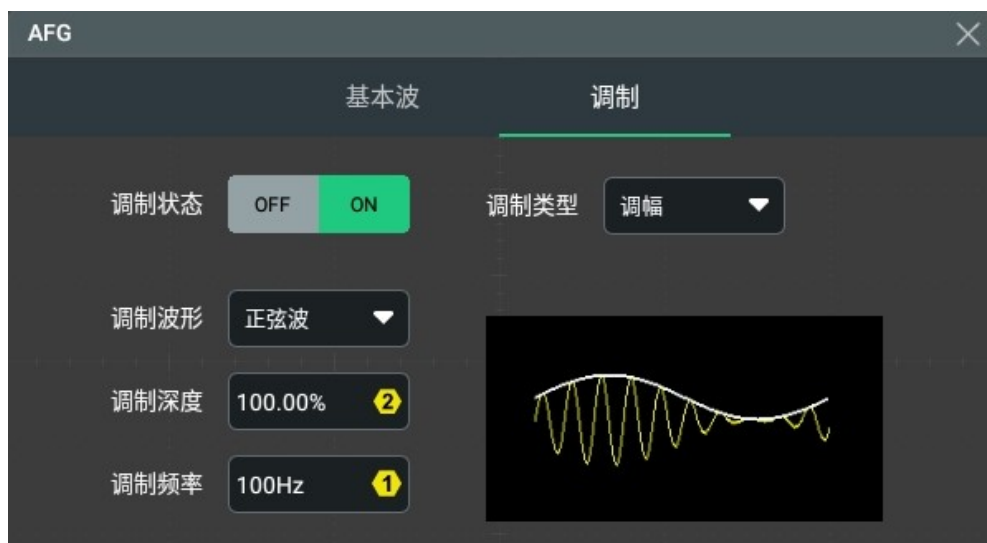 AFG
基本波 调制
调制状态 OFF ON 调制类型 调幅
调制波形 正弦波
调制深度 100.00% 2
调制频率 100Hz 1